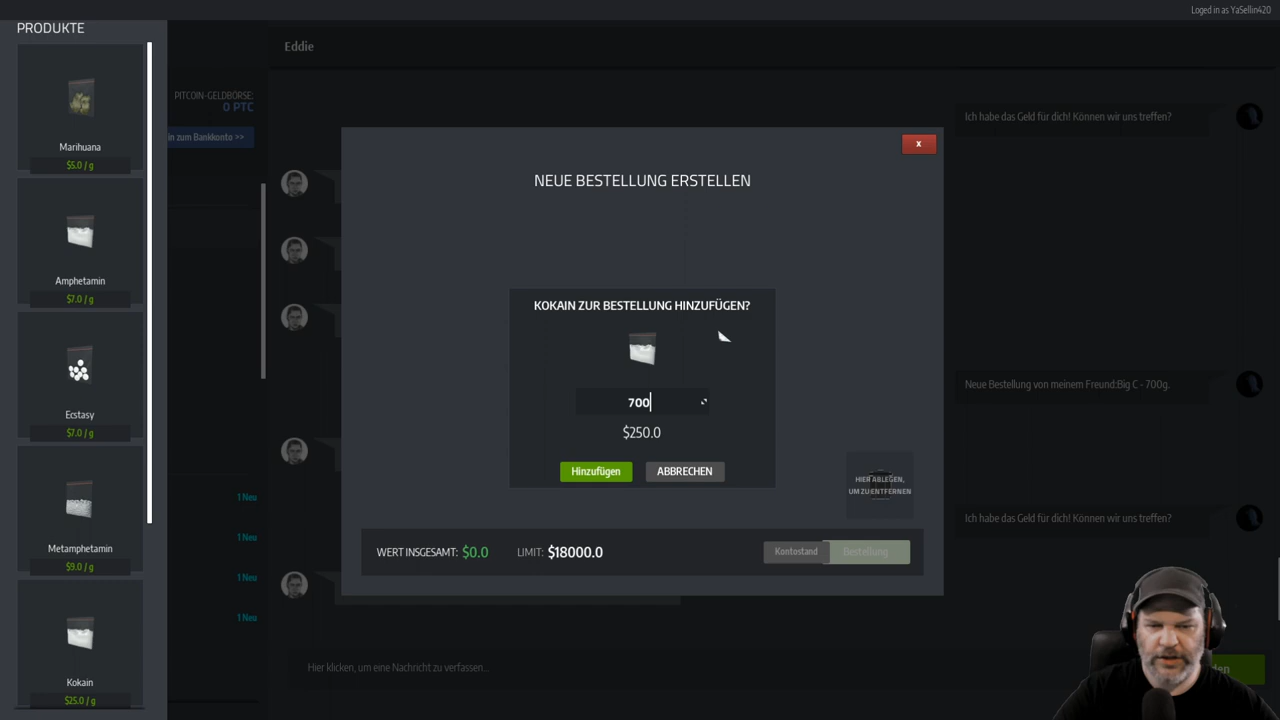 Loged in as YaSellin420
PRODUKTE
Eddie
PITCOIN-GELDBÖRSE:
0 PTC
in zum Bankkonto >>
Ich habe das Geld für dich! Können wir uns treffen?
x
NEUE BESTELLUNG ERSTELLEN
Marihuana
$5.0 / g
Amphetamin
$7.0 / g
KOKAIN ZUR BESTELLUNG HINZUFÜGEN?
700
$250.0
Hinzufügen
ABBRECHEN
Neue Bestellung von meinem Freund:Big C - 700g.
Ecstasy
$7.0 / g
HIER ABLEGEN,
UM ZU ENTFERNEN
1 Neu
1 Neu
1 Neu
1 Neu
Ich habe das Geld für dich! Können wir uns treffen?
Metamphetamin
$9.0 / g
WERT INSGESAMT: $0.0
LIMIT: $18000.0
Kontostand
Bestellung
Hier klicken, um eine Nachricht zu verfassen...
den
Kokain
$25.0 / g